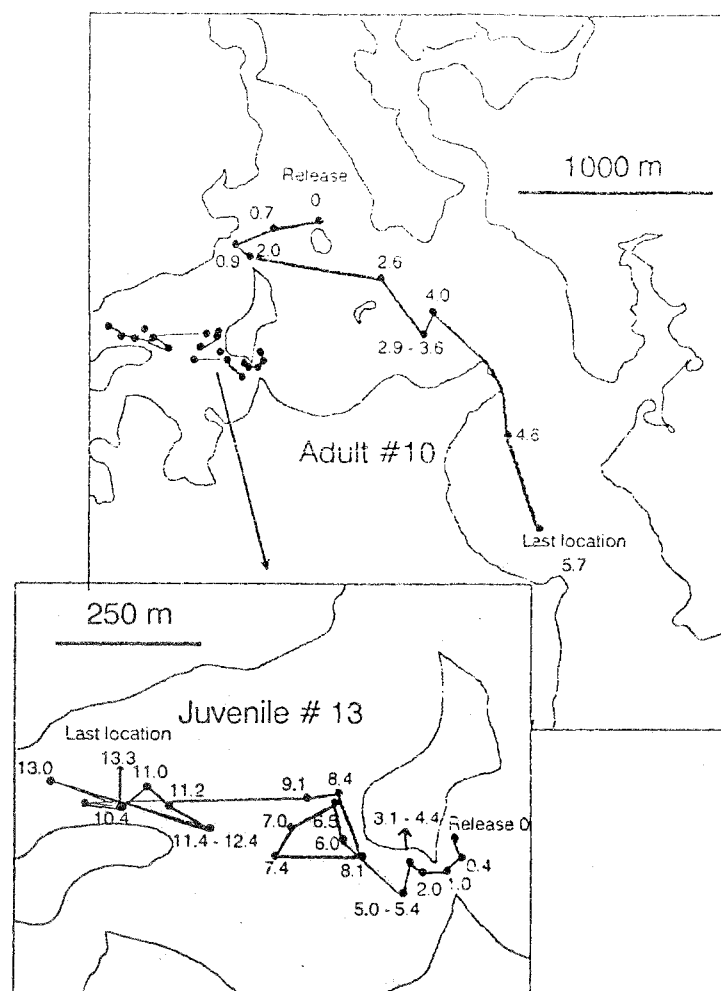 1000 m
Release
0
0.7
0.9
2.0
2.6
4.0
2.9 - 3.6
4.6
Adult #10
Last location
5.7
250 m
Juvenile # 13
Last location
13.3
13.0
11.0
11.2
10.4
11.4 - 12.4
9.1
8.4
7.0
6.5
6.0
7.4
8.1
3.1 - 4.4
Release 0
0.4
1.0
2.0
5.0 - 5.4